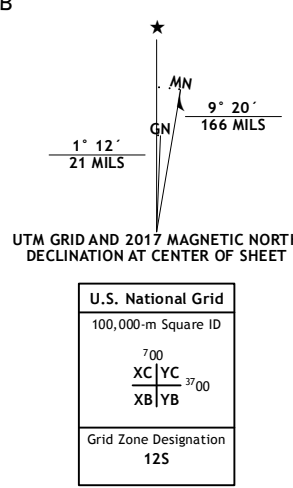 B
MN
GN
9° 20´
166 MILS
1° 12´
21 MILS
UTM GRID AND 2017 MAGNETIC NORTH
DECLINATION AT CENTER OF SHEET
U.S. National Grid
100,000-m Square ID
⁷00
XC YC
³⁷00
XB YB
Grid Zone Designation
12S